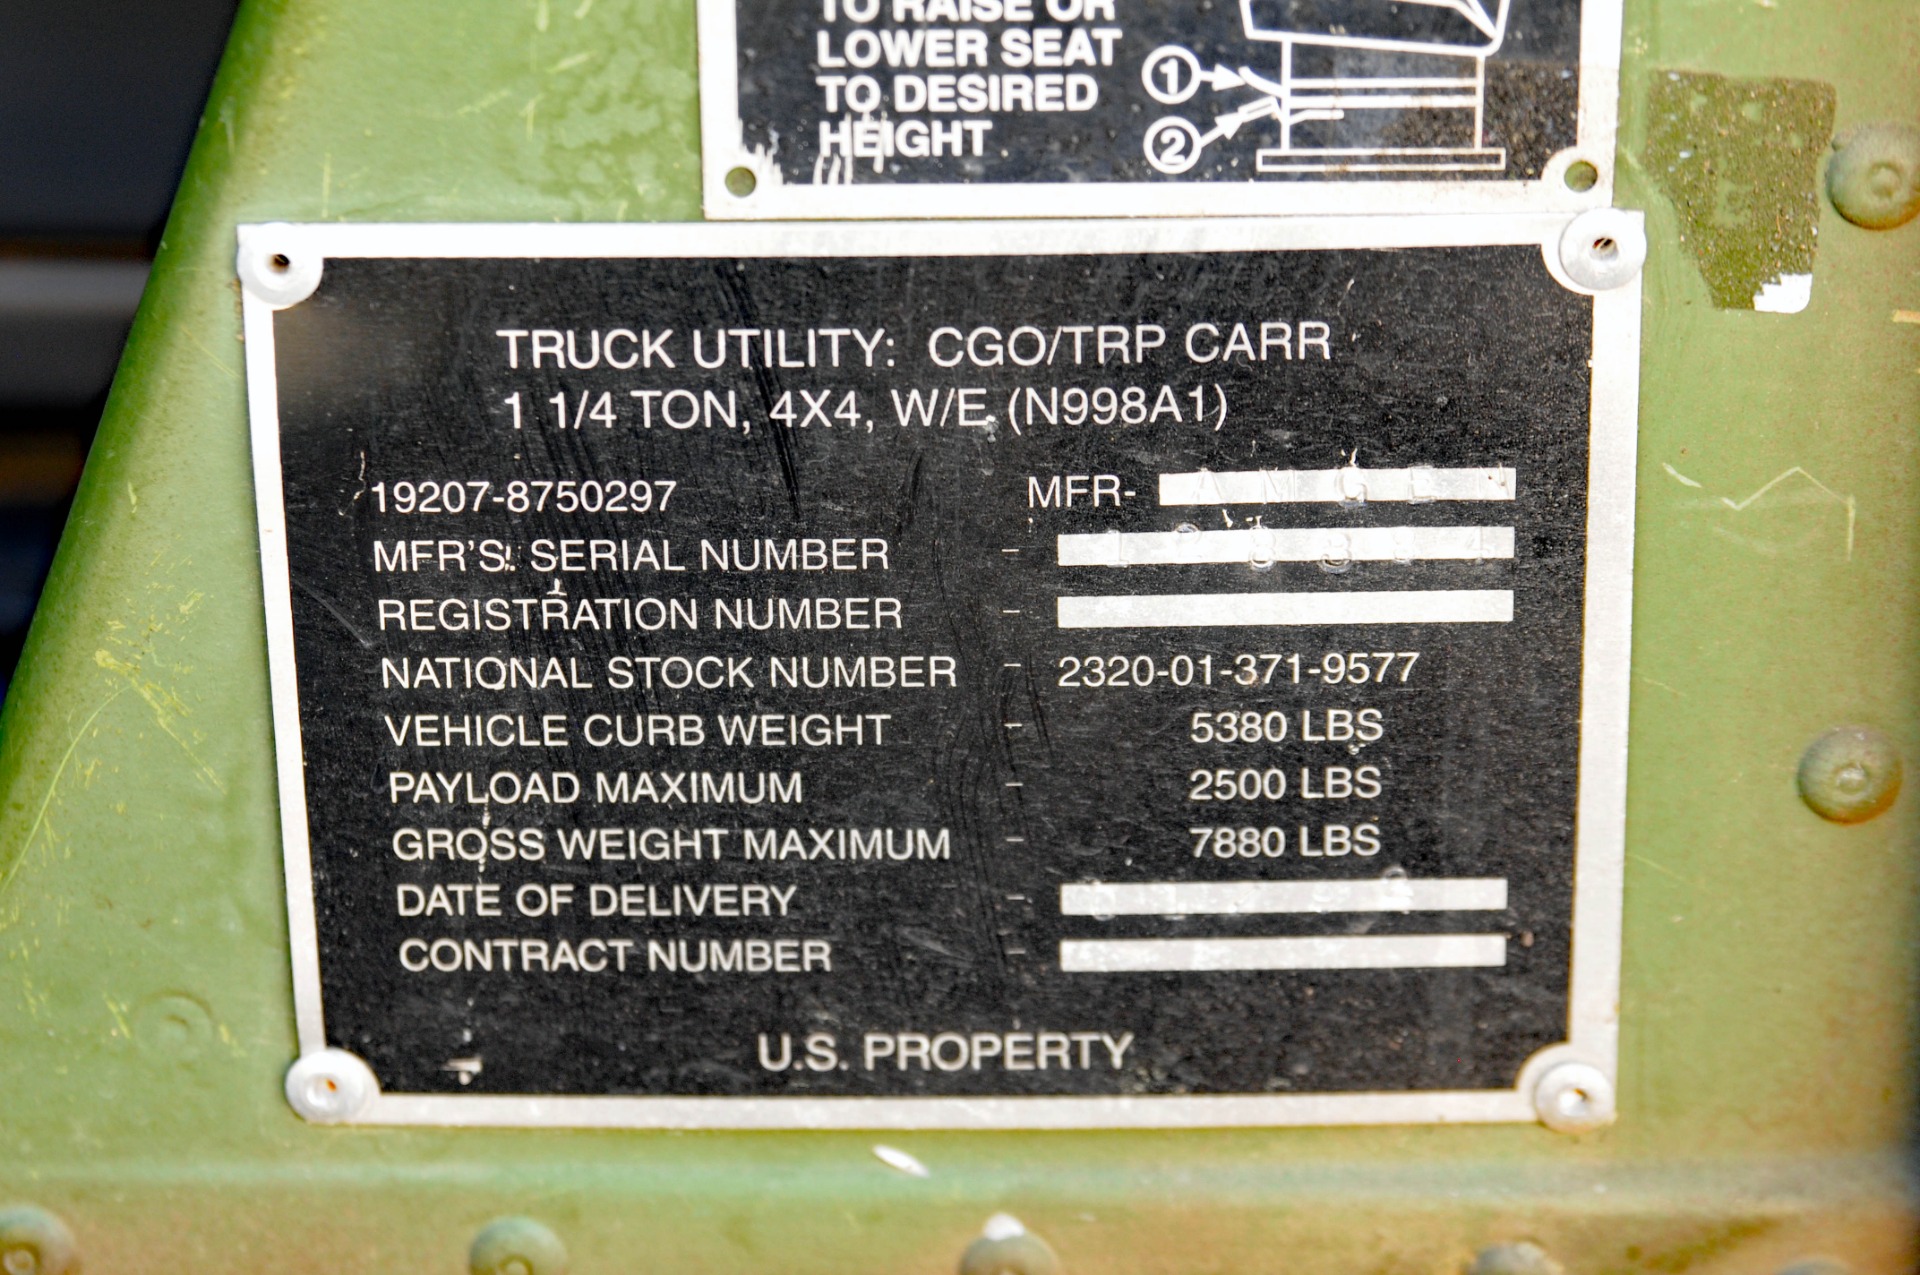 TO RAISE OR
LOWER SEAT
TO DESIRED
HEIGHT
1
2
TRUCK UTILITY: CGO/TRP CARR
1 1/4 TON, 4X4, W/E (N998A1)
19207-8750297 MFR-
MFR'S. SERIAL NUMBER -
REGISTRATION NUMBER -
NATIONAL STOCK NUMBER - 2320-01-371-9577
VEHICLE CURB WEIGHT - 5380 LBS
PAYLOAD MAXIMUM - 2500 LBS
GROSS WEIGHT MAXIMUM - 7880 LBS
DATE OF DELIVERY -
CONTRACT NUMBER -
U.S. PROPERTY